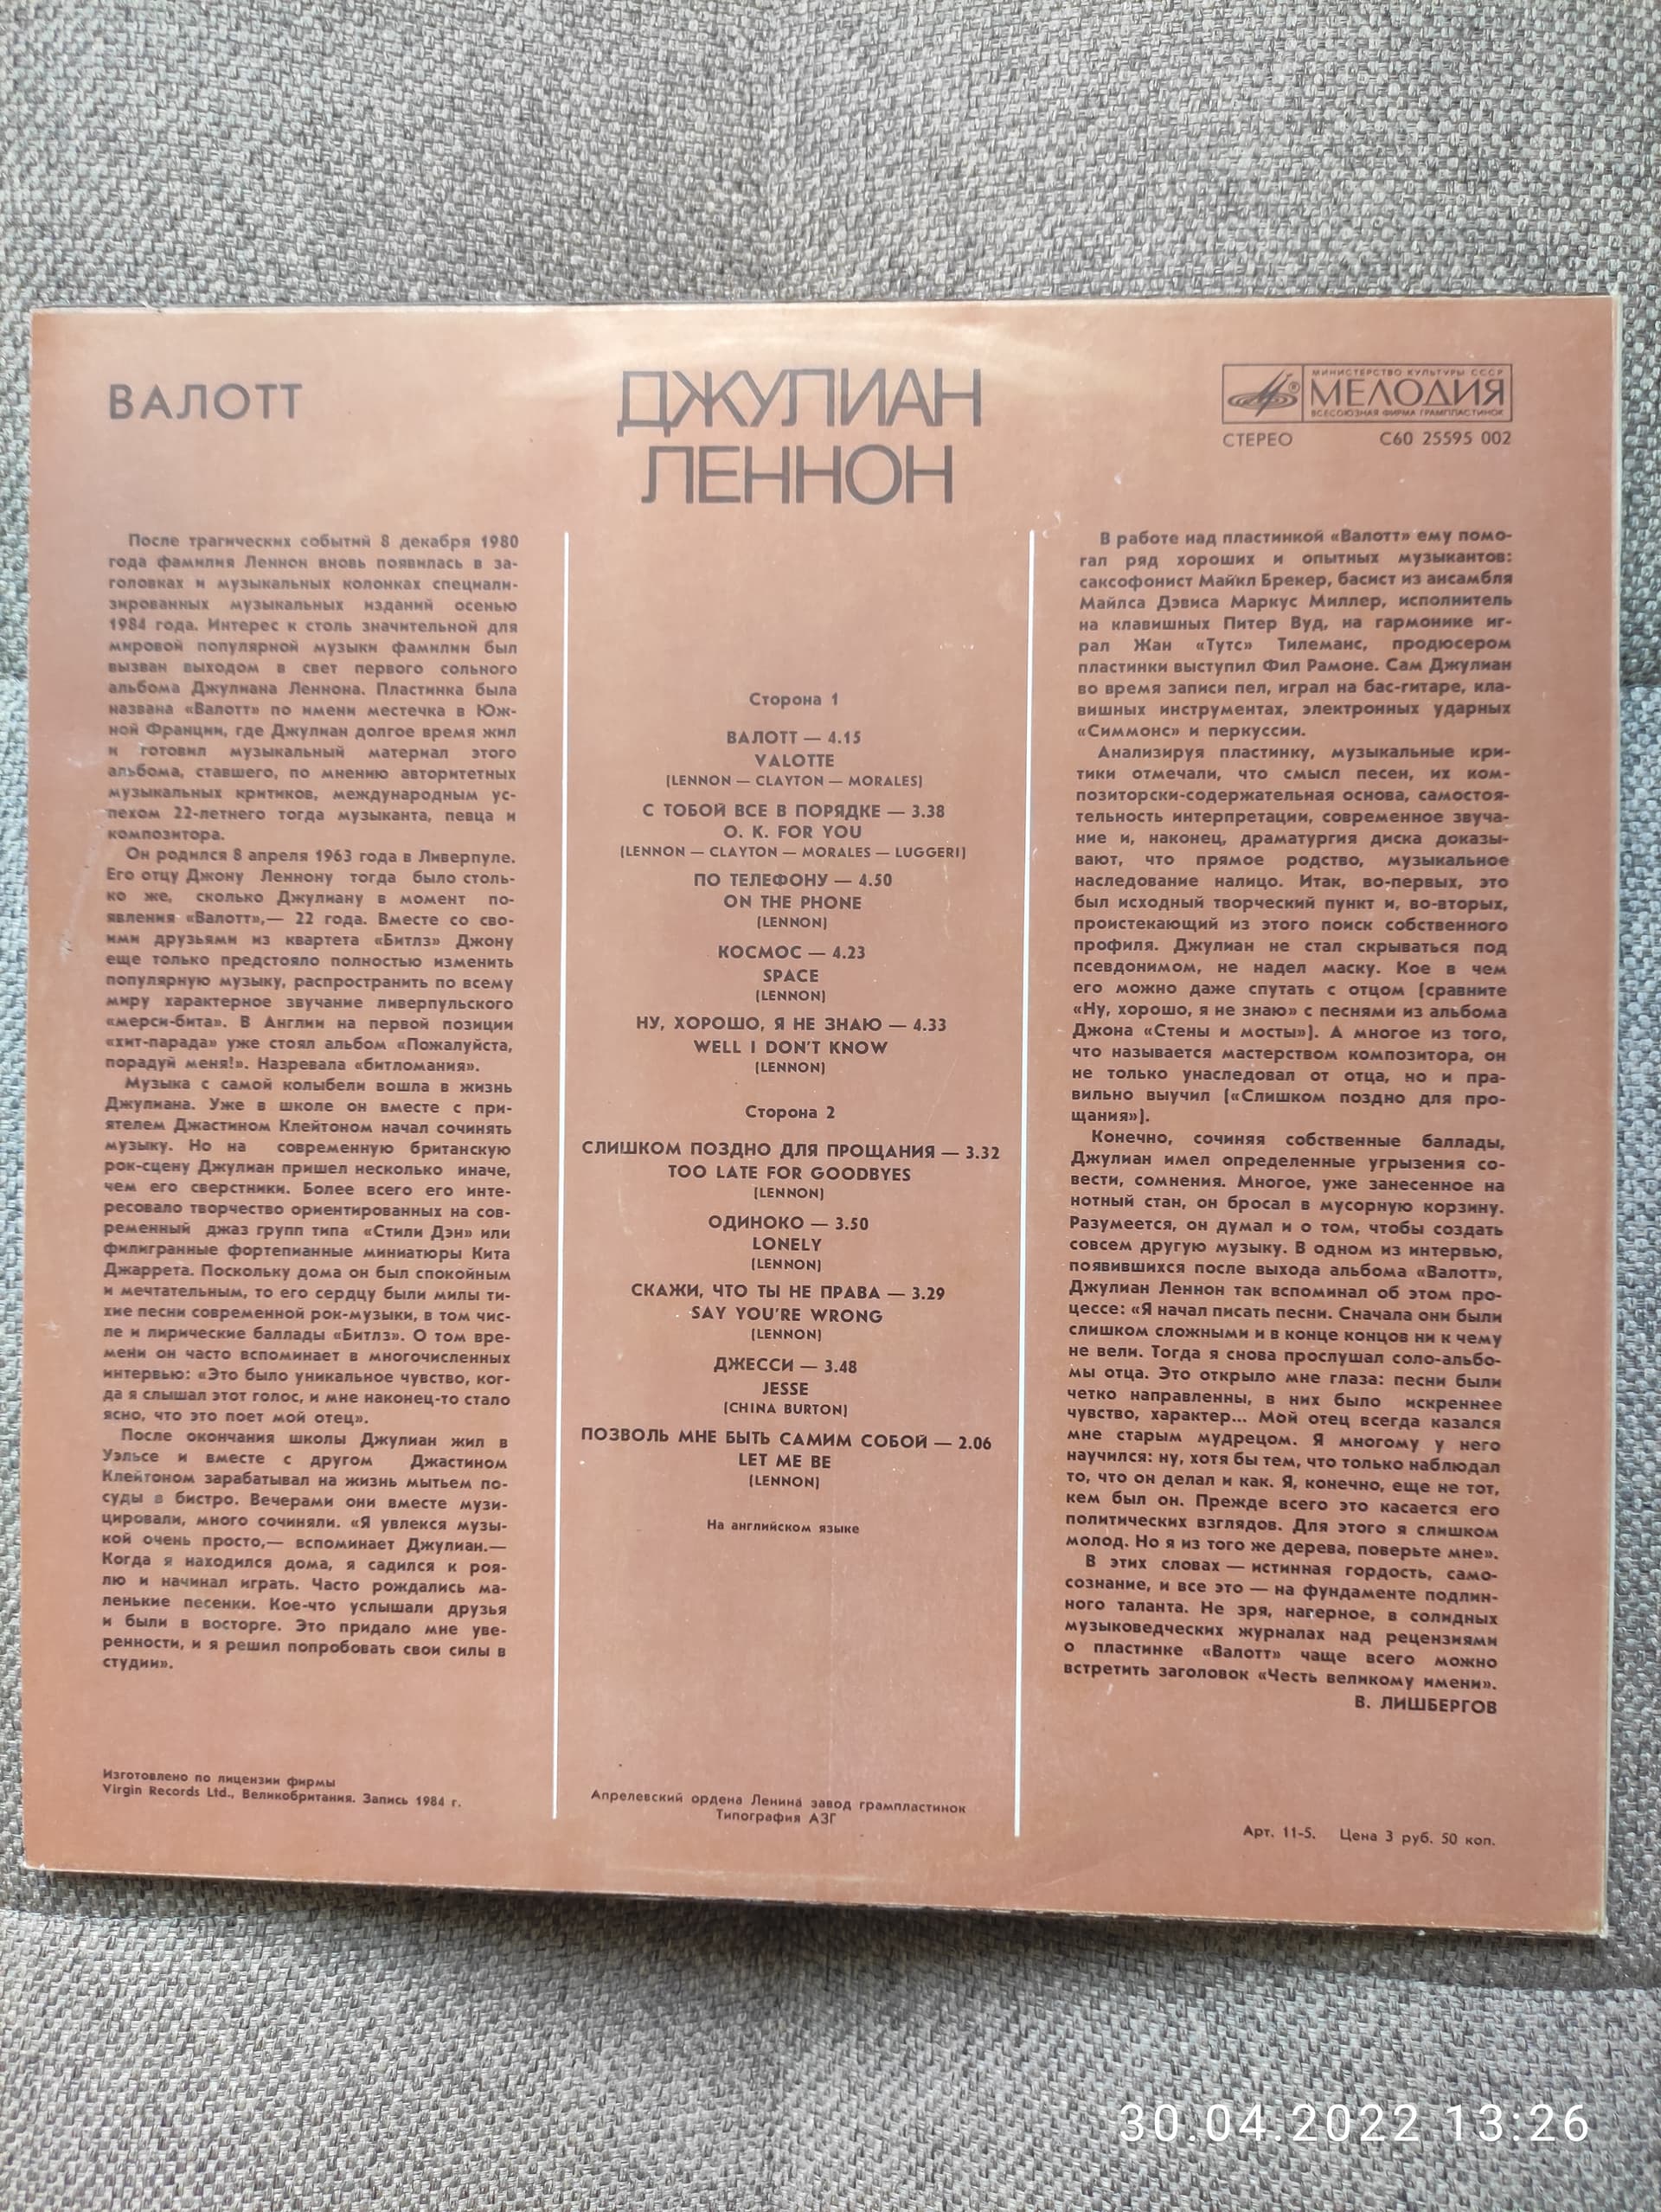 ВАЛОТТ
ДЖУЛИАН
ЛЕННОН
МИНИСТЕРСТВО КУЛЬТУРЫ СССР
МЕЛОДИЯ
ВСЕСОЮЗНАЯ ФИРМА ГРАМПЛАСТИНОК
СТЕРЕО С60 25595 002
После трагических событий 8 декабря 1980
года фамилия Леннон вновь появилась в за-
головках и музыкальных колонках специали-
зированных музыкальных изданий осенью
1984 года. Интерес к столь значительной для
мировой популярной музыки фамилии был
вызван выходом в свет первого сольного
альбома Джулиана Леннона. Пластинка была
названа «Валотт» по имени местечка в Юж-
ной Франции, где Джулиан долгое время жил
и готовил музыкальный материал этого
альбома, ставшего, по мнению авторитетных
музыкальных критиков, международным ус-
пехом 22-летнего тогда музыканта, певца и
композитора.
Он родился 8 апреля 1963 года в Ливерпуле.
Его отцу Джону Леннону тогда было столь-
ко же, сколько Джулиану в момент по-
явления «Валотт»,— 22 года. Вместе со сво-
ими друзьями из квартета «Битлз» Джону
еще только предстояло полностью изменить
популярную музыку, распространить по всему
миру характерное звучание ливерпульского
«мерси-бита». В Англии на первой позиции
«хит-парада» уже стоял альбом «Пожалуйста,
порадуй меня!». Назревала «битломания».
Музыка с самой колыбели вошла в жизнь
Джулиана. Уже в школе он вместе с при-
ятелем Джастином Клейтоном начал сочинять
музыку. Но на современную британскую
рок-сцену Джулиан пришел несколько иначе,
чем его сверстники. Более всего его инте-
ресовало творчество ориентированных на сов-
ременный джаз групп типа «Стили Дэн» или
филигранные фортепианные миниатюры Кита
Джаррета. Поскольку дома он был спокойным
и мечтательным, то его сердцу были милы ти-
хие песни современной рок-музыки, в том чис-
ле и лирические баллады «Битлз». О том вре-
мени он часто вспоминает в многочисленных
интервью: «Это было уникальное чувство, ког-
да я слышал этот голос, и мне наконец-то стало
ясно, что это поет мой отец».
После окончания школы Джулиан жил в
Уэльсе и вместе с другом Джастином
Клейтоном зарабатывал на жизнь мытьем по-
суды в бистро. Вечерами они вместе музи-
цировали, много сочиняли. «Я увлекся музы-
кой очень просто,— вспоминает Джулиан.—
Когда я находился дома, я садился к роя-
лю и начинал играть. Часто рождались ма-
ленькие песенки. Кое-что услышали друзья
и были в восторге. Это придало мне уве-
ренности, и я решил попробовать свои силы в
студии».
Изготовлено по лицензии фирмы
Virgin Records Ltd., Великобритания. Запись 1984 г.
Сторона 1
ВАЛОТТ — 4.15
VALOTTE
(LENNON — CLAYTON — MORALES)
С ТОБОЙ ВСЕ В ПОРЯДКЕ — 3.38
O. K. FOR YOU
(LENNON — CLAYTON — MORALES — LUGGERI)
ПО ТЕЛЕФОНУ — 4.50
ON THE PHONE
(LENNON)
КОСМОС — 4.23
SPACE
(LENNON)
НУ, ХОРОШО, Я НЕ ЗНАЮ — 4.33
WELL I DON'T KNOW
(LENNON)
Сторона 2
СЛИШКОМ ПОЗДНО ДЛЯ ПРОЩАНИЯ — 3.32
TOO LATE FOR GOODBYES
(LENNON)
ОДИНОКО — 3.50
LONELY
(LENNON)
СКАЖИ, ЧТО ТЫ НЕ ПРАВА — 3.29
SAY YOU'RE WRONG
(LENNON)
ДЖЕССИ — 3.48
JESSE
(CHINA BURTON)
ПОЗВОЛЬ МНЕ БЫТЬ САМИМ СОБОЙ — 2.06
LET ME BE
(LENNON)
На английском языке
Апрелевский ордена Ленина завод грампластинок
Типография АЗГ
В работе над пластинкой «Валотт» ему помо-
гал ряд хороших и опытных музыкантов:
саксофонист Майкл Брекер, басист из ансамбля
Майлса Дэвиса Маркус Миллер, исполнитель
на клавишных Питер Вуд, на гармонике иг-
рал Жан «Тутс» Тилеманс, продюсером
пластинки выступил Фил Рамоне. Сам Джулиан
во время записи пел, играл на бас-гитаре, кла-
вишных инструментах, электронных ударных
«Симмонс» и перкуссии.
Анализируя пластинку, музыкальные кри-
тики отмечали, что смысл песен, их ком-
позиторски-содержательная основа, самостоя-
тельность интерпретации, современное звуча-
ние и, наконец, драматургия диска доказы-
вают, что прямое родство, музыкальное
наследование налицо. Итак, во-первых, это
был исходный творческий пункт и, во-вторых,
проистекающий из этого поиск собственного
профиля. Джулиан не стал скрываться под
псевдонимом, не надел маску. Кое в чем
его можно даже спутать с отцом (сравните
«Ну, хорошо, я не знаю» с песнями из альбома
Джона «Стены и мосты»). А многое из того,
что называется мастерством композитора, он
не только унаследовал от отца, но и пра-
вильно выучил («Слишком поздно для про-
щания»).
Конечно, сочиняя собственные баллады,
Джулиан имел определенные угрызения со-
вести, сомнения. Многое, уже занесенное на
нотный стан, он бросал в мусорную корзину.
Разумеется, он думал и о том, чтобы создать
совсем другую музыку. В одном из интервью,
появившихся после выхода альбома «Валотт»,
Джулиан Леннон так вспоминал об этом про-
цессе: «Я начал писать песни. Сначала они были
слишком сложными и в конце концов ни к чему
не вели. Тогда я снова прослушал соло-альбо-
мы отца. Это открыло мне глаза: песни были
четко направленны, в них было искреннее
чувство, характер... Мой отец всегда казался
мне старым мудрецом. Я многому у него
научился: ну, хотя бы тем, что только наблюдал
то, что он делал и как. Я, конечно, еще не тот,
кем был он. Прежде всего это касается его
политических взглядов. Для этого я слишком
молод. Но я из того же дерева, поверьте мне».
В этих словах — истинная гордость, само-
сознание, и все это — на фундаменте подлин-
ного таланта. Не зря, наверное, в солидных
музыковедческих журналах над рецензиями
о пластинке «Валотт» чаще всего можно
встретить заголовок «Честь великому имени».
В. ЛИШБЕРГОВ
Арт. 11-5. Цена 3 руб. 50 коп.
30.04.2022 13:26